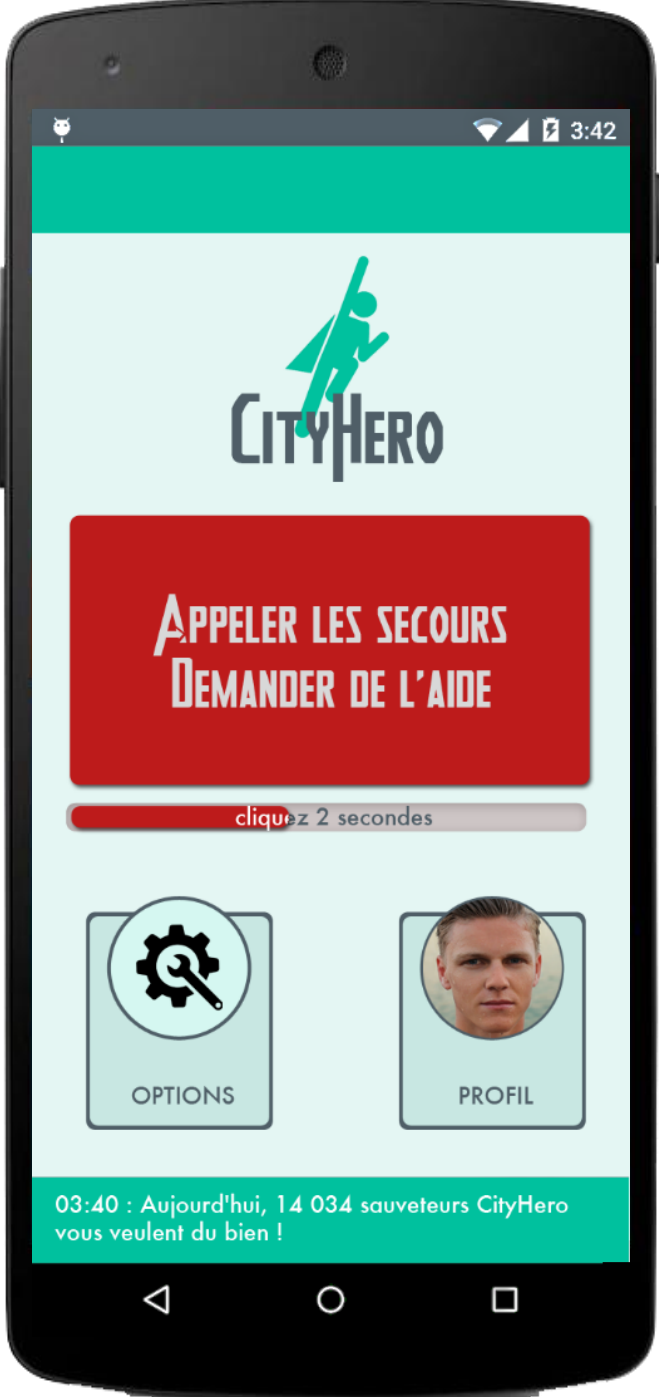 3:42
CityHero
Appeler les secours
Demander de l'aide
cliquez 2 secondes
OPTIONS
PROFIL
03:40 : Aujourd'hui, 14 034 sauveteurs CityHero
vous veulent du bien !